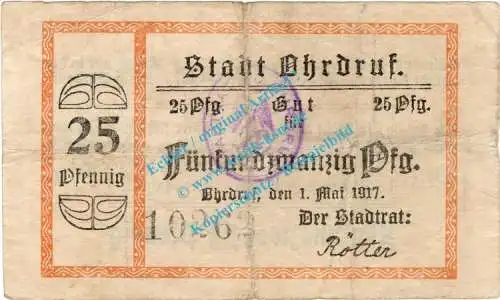 Stadt Ohrdruf.
25 Pfg. Gut 25 Pfg.
für
25
Pfennig
Fünfundzwanzig Pfg.
Ohrdruf, den 1. Mai 1917.
10262
Der Stadtrat:
Rötter